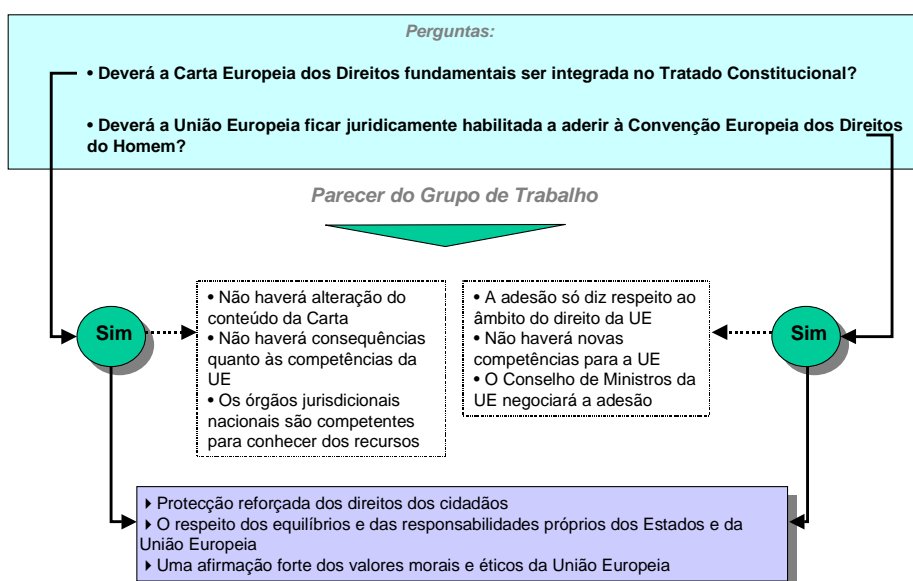 Perguntas:
• Deverá a Carta Europeia dos Direitos fundamentais ser integrada no Tratado Constitucional?
• Deverá a União Europeia ficar juridicamente habilitada a aderir à Convenção Europeia dos Direitos
do Homem?
Parecer do Grupo de Trabalho
Sim
• Não haverá alteração do
conteúdo da Carta
• Não haverá consequências
quanto às competências da
UE
• Os órgãos jurisdicionais
nacionais são competentes
para conhecer dos recursos
• A adesão só diz respeito ao
âmbito do direito da UE
• Não haverá novas
competências para a UE
• O Conselho de Ministros da
UE negociará a adesão
Sim
Protecção reforçada dos direitos dos cidadãos
O respeito dos equilíbrios e das responsabilidades próprios dos Estados e da
União Europeia
Uma afirmação forte dos valores morais e éticos da União Europeia